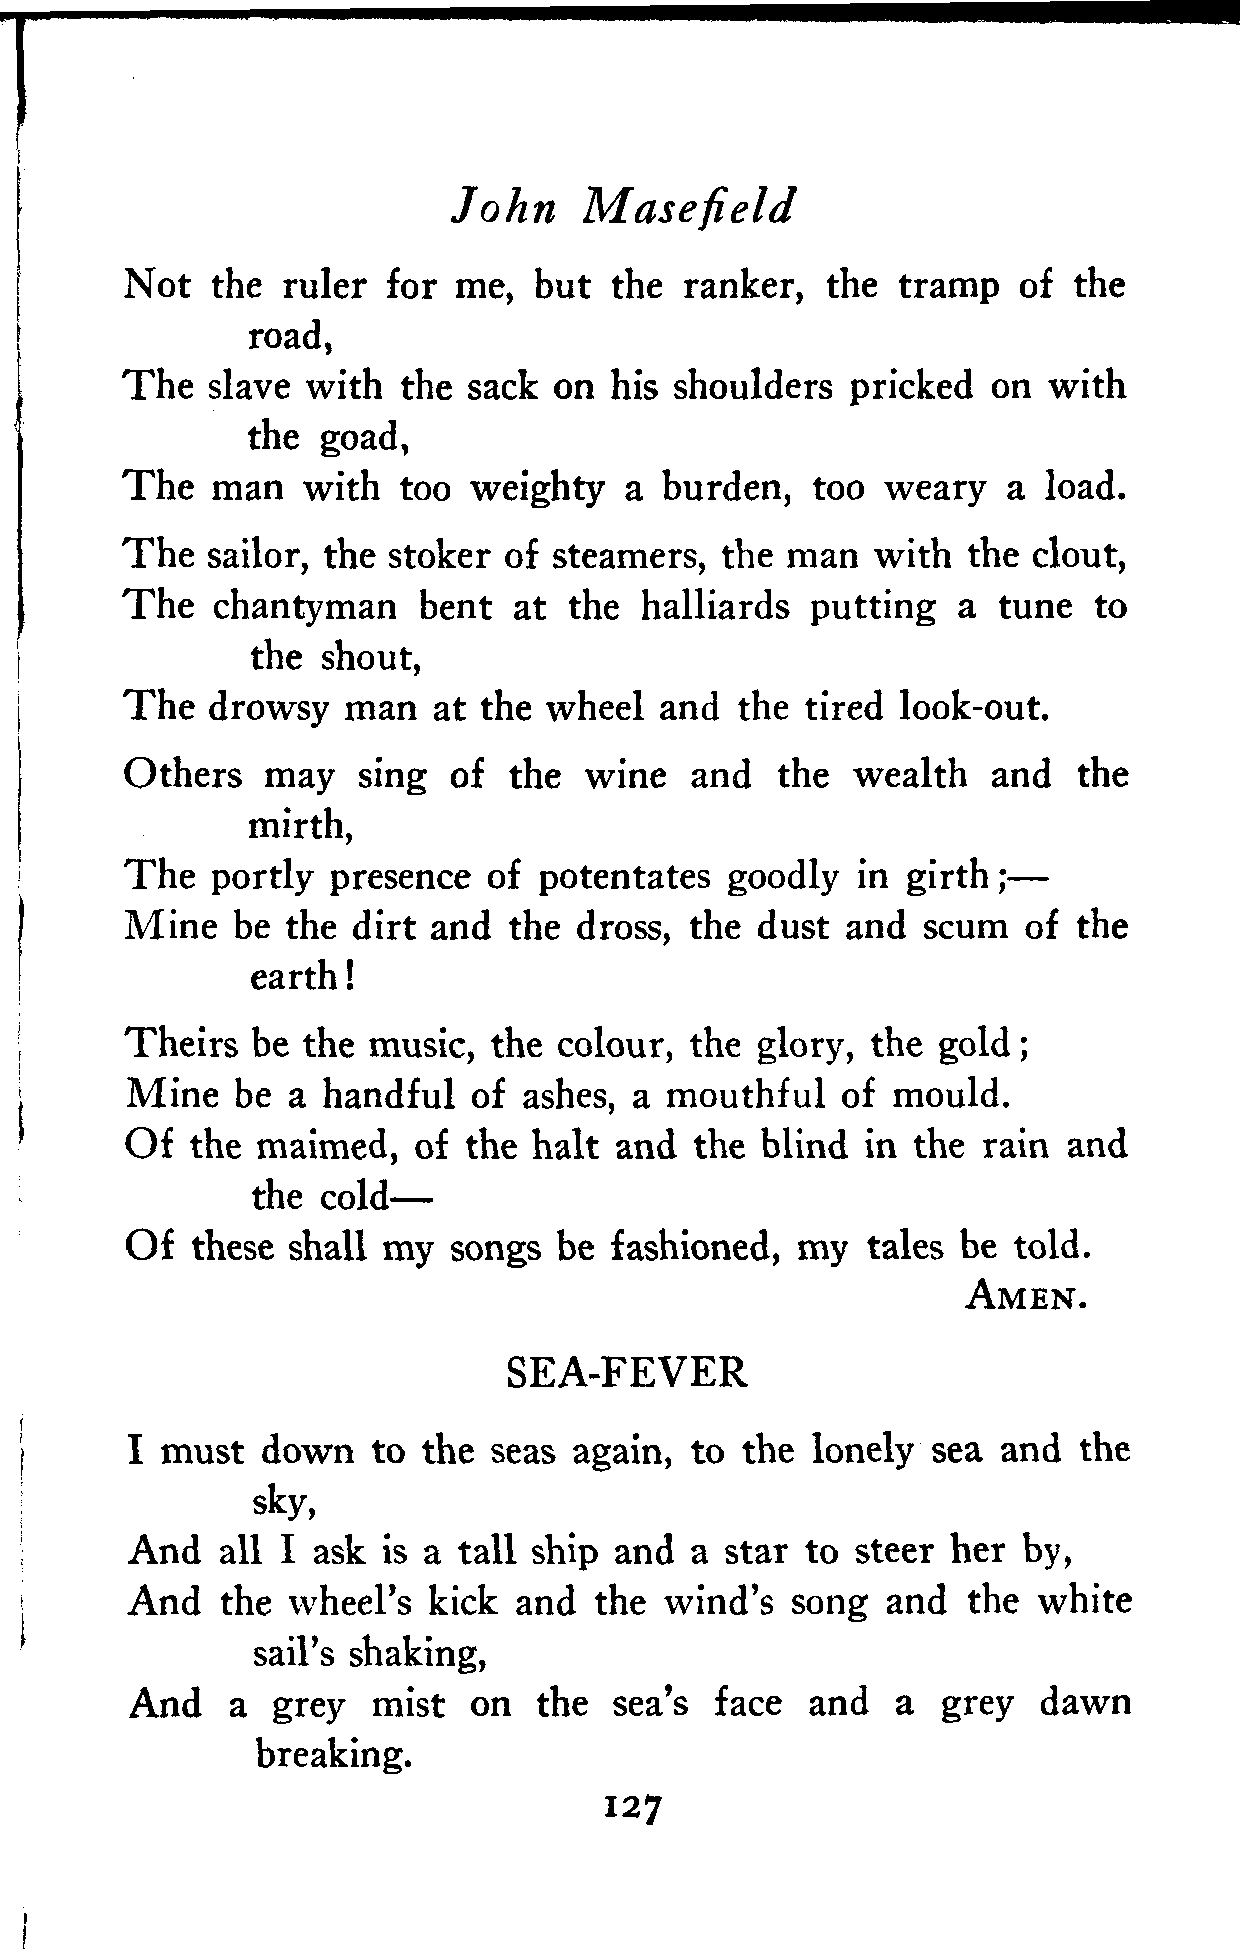 John Masefield
Not the ruler for me, but the ranker, the tramp of the
road,
The slave with the sack on his shoulders pricked on with
the goad,
The man with too weighty a burden, too weary a load.
The sailor, the stoker of steamers, the man with the clout,
The chantyman bent at the halliards putting a tune to
the shout,
The drowsy man at the wheel and the tired look-out.
Others may sing of the wine and the wealth and the
mirth,
The portly presence of potentates goodly in girth;—
Mine be the dirt and the dross, the dust and scum of the
earth!
Theirs be the music, the colour, the glory, the gold;
Mine be a handful of ashes, a mouthful of mould.
Of the maimed, of the halt and the blind in the rain and
the cold—
Of these shall my songs be fashioned, my tales be told.
AMEN.
SEA-FEVER
I must down to the seas again, to the lonely sea and the
sky,
And all I ask is a tall ship and a star to steer her by,
And the wheel's kick and the wind's song and the white
sail's shaking,
And a grey mist on the sea's face and a grey dawn
breaking.
127